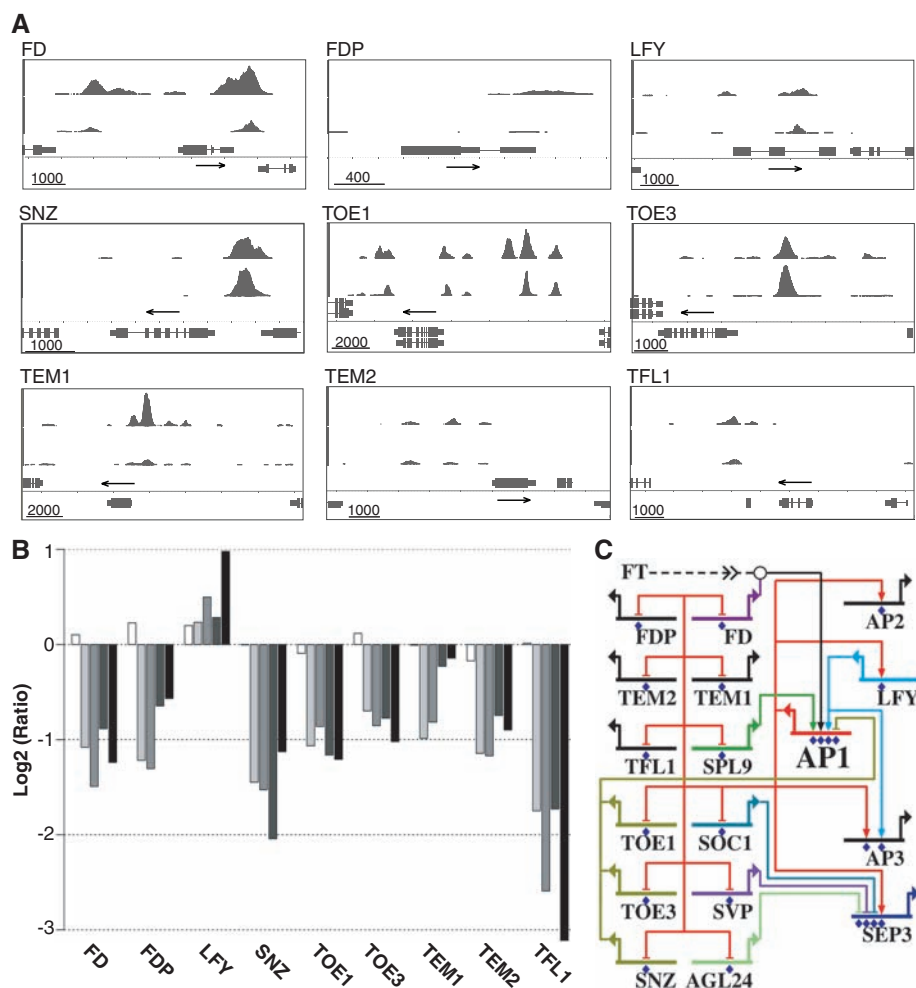 A
FD
FDP
LFY
1000
400
1000
SNZ
TOE1
TOE3
1000
2000
1000
TEM1
TEM2
TFL1
2000
1000
1000
B
1
0
-1
-2
-3
Log2 (Ratio)
FD
FDP
LFY
SNZ
TOE1
TOE3
TEM1
TEM2
TFL1
C
FT
FDP
FD
AP2
TEM2
TEM1
LFY
TFL1
SPL9
AP1
TOE1
SOC1
AP3
TOE3
SVP
SEP3
SNZ
AGL24